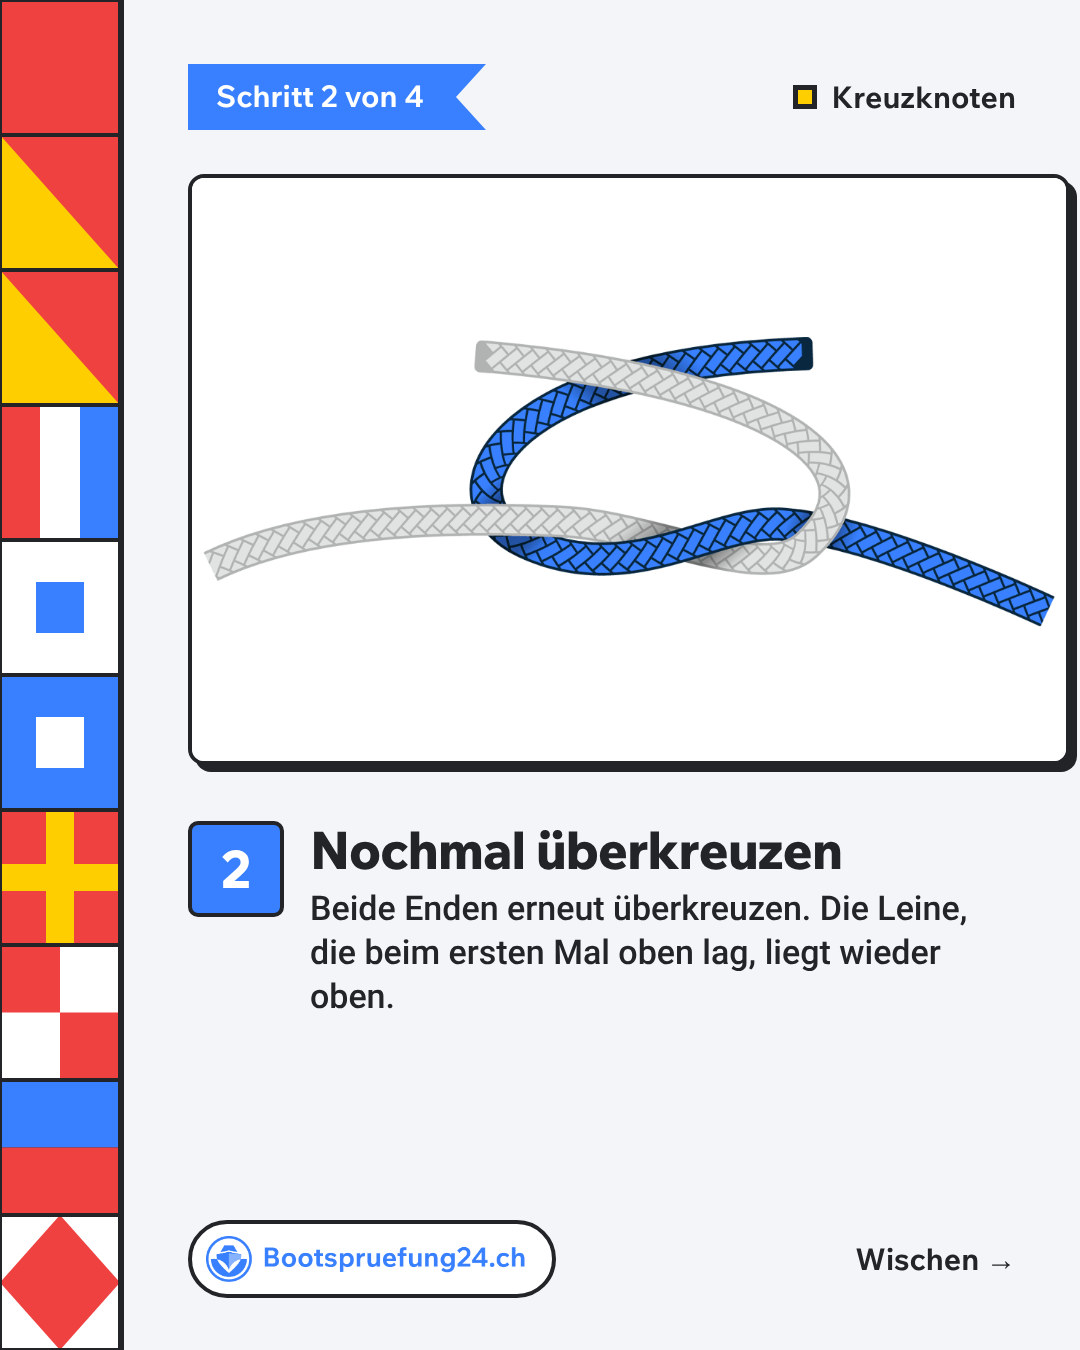 Schritt 2 von 4
Kreuzknoten
2
Nochmal überkreuzen
Beide Enden erneut überkreuzen. Die Leine,
die beim ersten Mal oben lag, liegt wieder
oben.
Bootspruefung24.ch
Wischen →